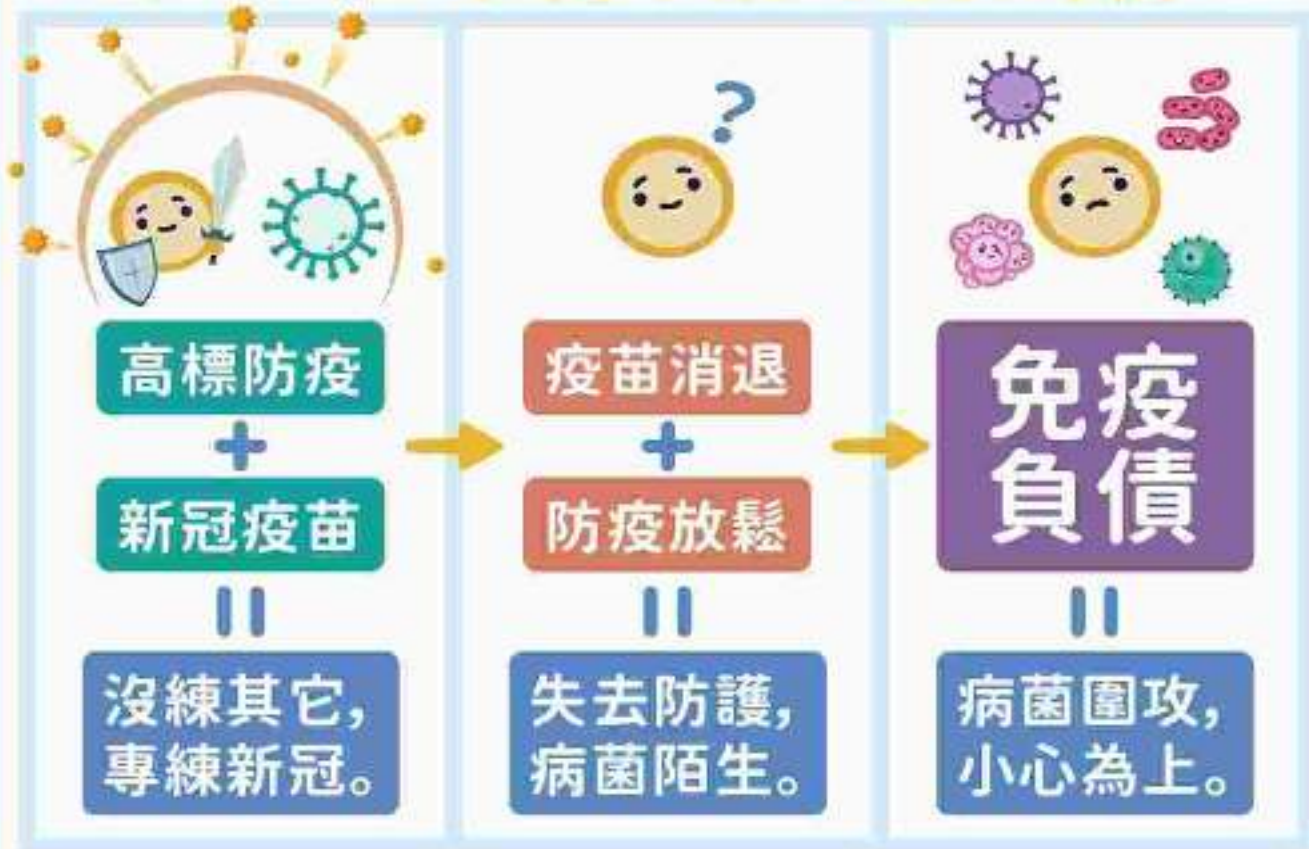 ?
高標防疫
+
新冠疫苗
沒練其它,
專練新冠。
疫苗消退
+
防疫放鬆
失去防護,
病菌陌生。
免疫
負債
病菌圍攻,
小心為上。